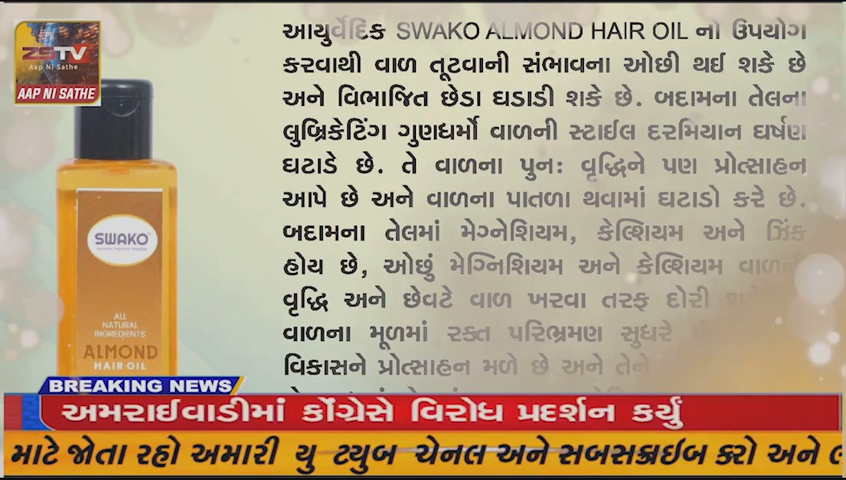 ZSTV
Aap Ni Sathe
AAP NI SATHE
આયુર્વેદિક SWAKO ALMOND HAIR OIL નો ઉપયોગ
કરવાથી વાળ તૂટવાની સંભાવના ઓછી થઈ શકે છે
અને વિભાજિત છેડા ઘડાડી શકે છે. બદામના તેલના
લુબ્રિકેટિંગ ગુણધર્મો વાળની સ્ટાઈલ દરમિયાન ઘર્ષણ
ઘટાડે છે. તે વાળના પુનઃ વૃદ્ધિને પણ પ્રોત્સાહન
આપે છે અને વાળના પાતળા થવામાં ઘટાડો કરે છે.
બદામના તેલમાં મેગ્નેશિયમ, કેલ્શિયમ અને ઝિંક
હોય છે, ઓછું મેગ્નિશિયમ અને કેલ્શિયમ વાળની
વૃદ્ધિ અને છેવટે વાળ ખરવા તરફ દોરી
વાળના મૂળમાં રક્ત પરિભ્રમણ સુધરે
વિકાસને પ્રોત્સાહન મળે છે અને તેને
SWAKO
ALL
NATURAL
INGREDIENTS
ALMOND
HAIR OIL
BREAKING NEWS
અમરાઈવાડીમાં કોંગ્રેસે વિરોધ પ્રદર્શન કર્યું
માટે જોતા રહો અમારી યુ ટ્યુબ ચેનલ અને સબસક્રાઇબ કરો અને